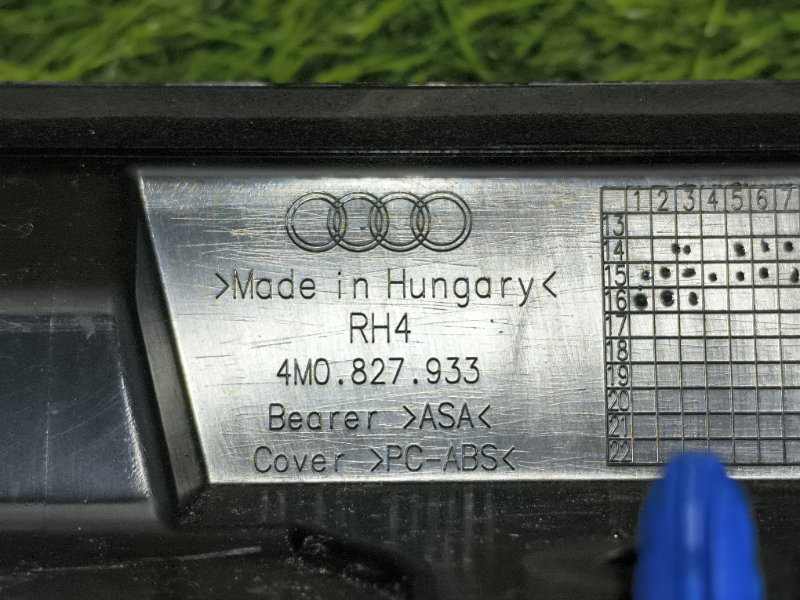 >Made in Hungary<
RH4
4M0.827.933
Bearer >ASA<
Cover >PC-ABS<
1 2 3 4 5 6 7
13
14
15
16
17
18
19
20
21
22